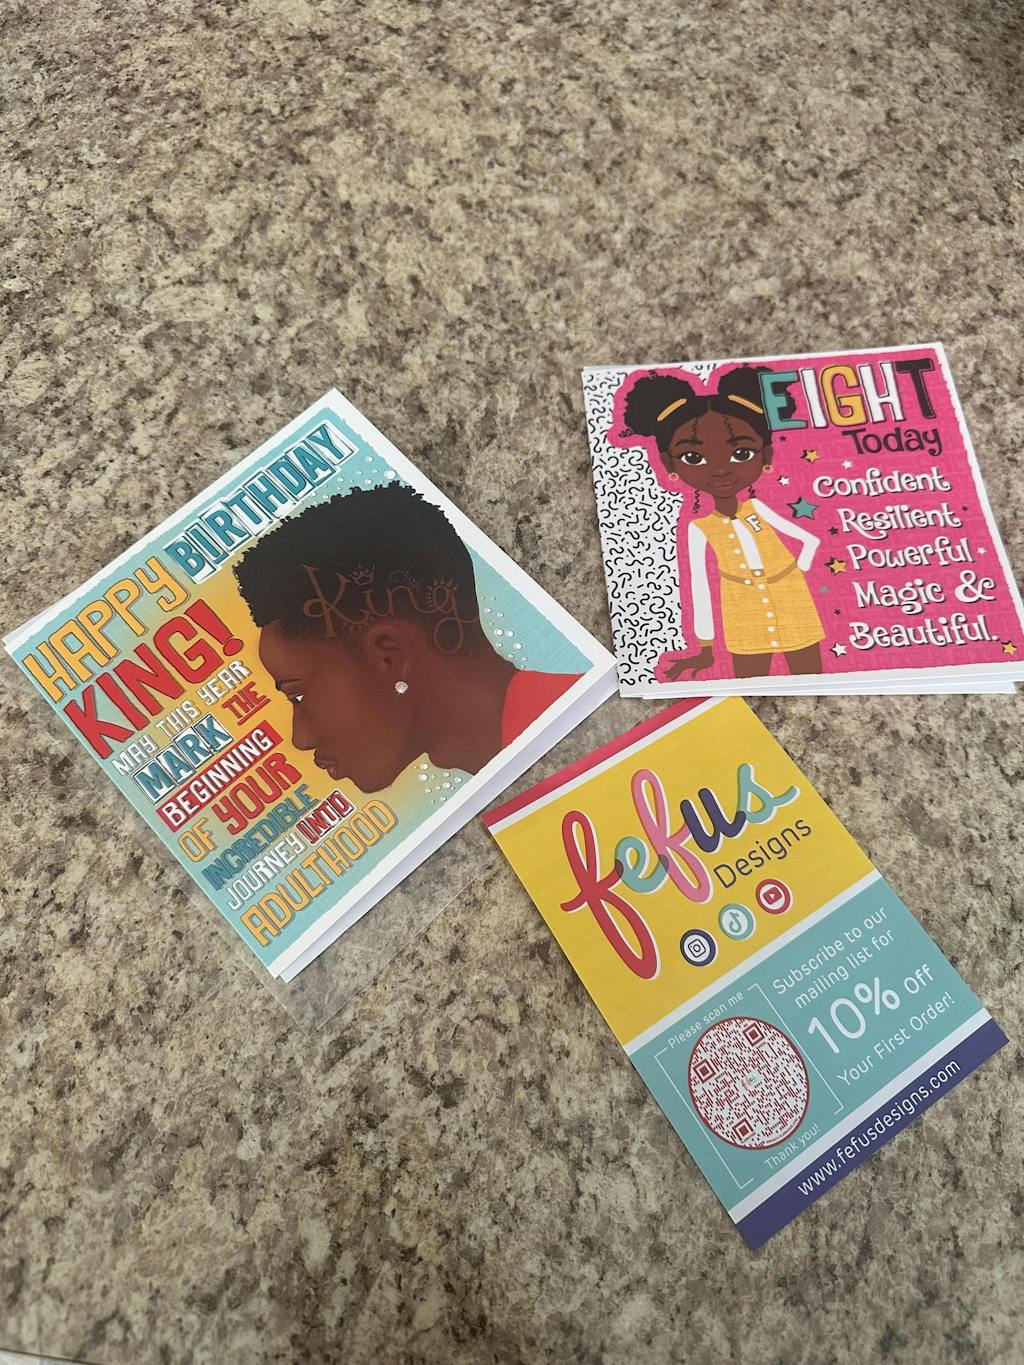 HAPPY BIRTHDAY
KING!
MAY THIS YEAR
MARK THE
BEGINNING
OF YOUR
INCREDIBLE
JOURNEY INTO
ADULTHOOD
King
EIGHT
Today
Confident
Resilient
Powerful
Magic &
Beautiful.
F
fefus
Designs
Subscribe to our
mailing list for
10% off
Your First Order!
Please scan me
Thank you!
www.fefusdesigns.com